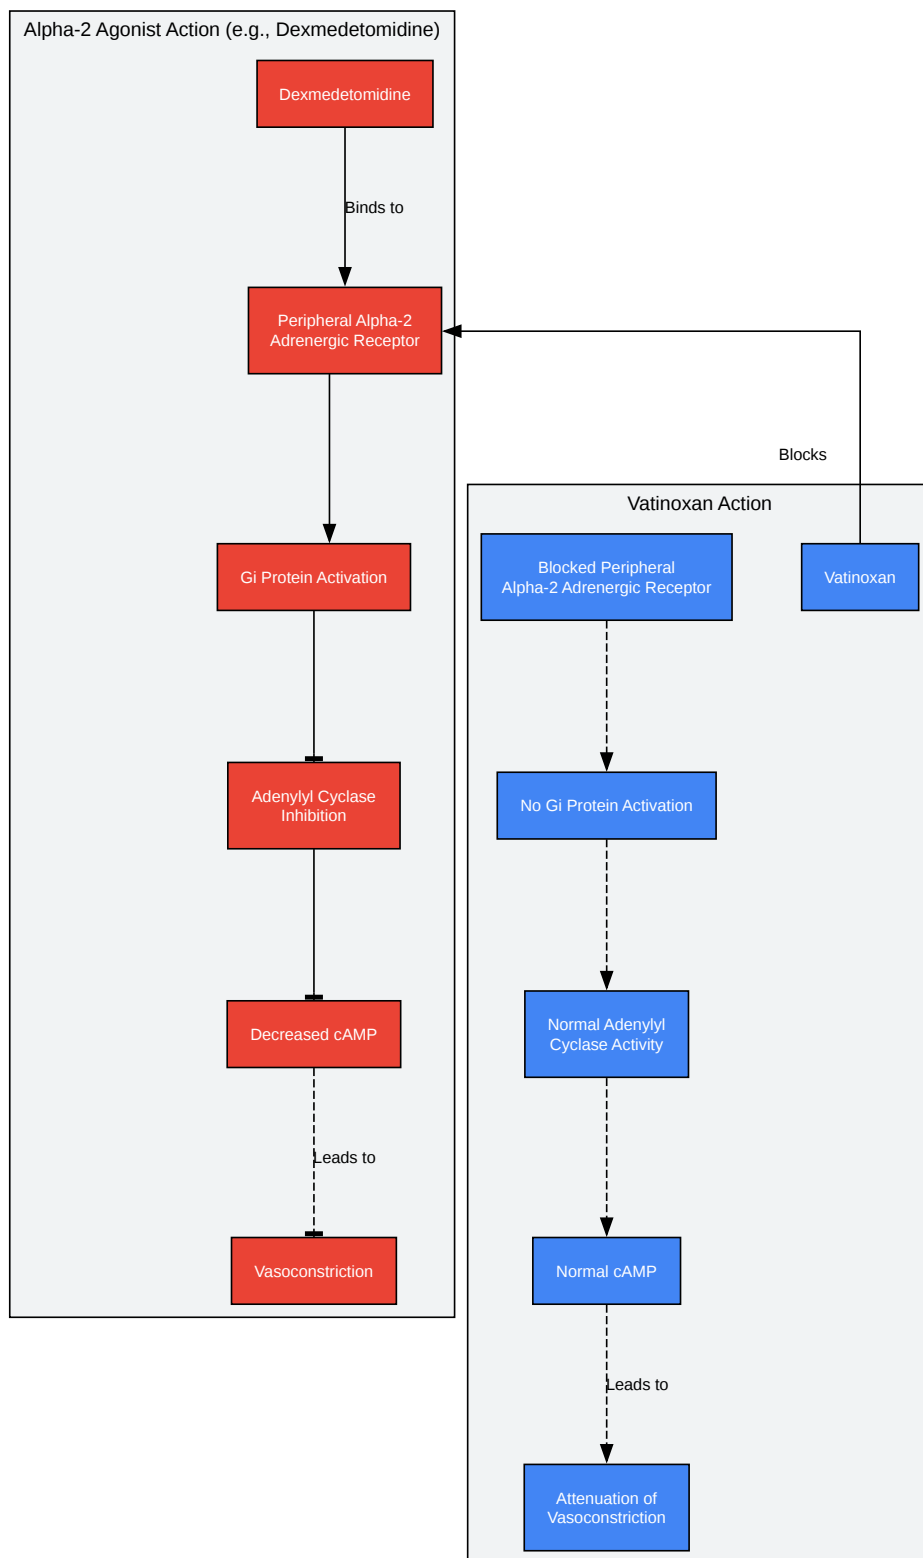 Alpha-2 Agonist Action (e.g., Dexmedetomidine)
Dexmedetomidine
Binds to
Peripheral Alpha-2
Adrenergic Receptor
Gi Protein Activation
Adenylyl Cyclase
Inhibition
Decreased cAMP
Leads to
Vasoconstriction
Blocks
Vatinoxan Action
Blocked Peripheral
Alpha-2 Adrenergic Receptor
Vatinoxan
No Gi Protein Activation
Normal Adenylyl
Cyclase Activity
Normal cAMP
Leads to
Attenuation of
Vasoconstriction